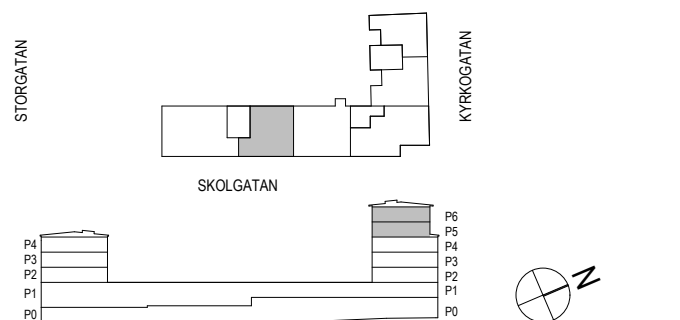 STORGATAN
KYRKOGATAN
SKOLGATAN
P4
P3
P2
P1
P0
P6
P5
P4
P3
P2
P1
P0
N